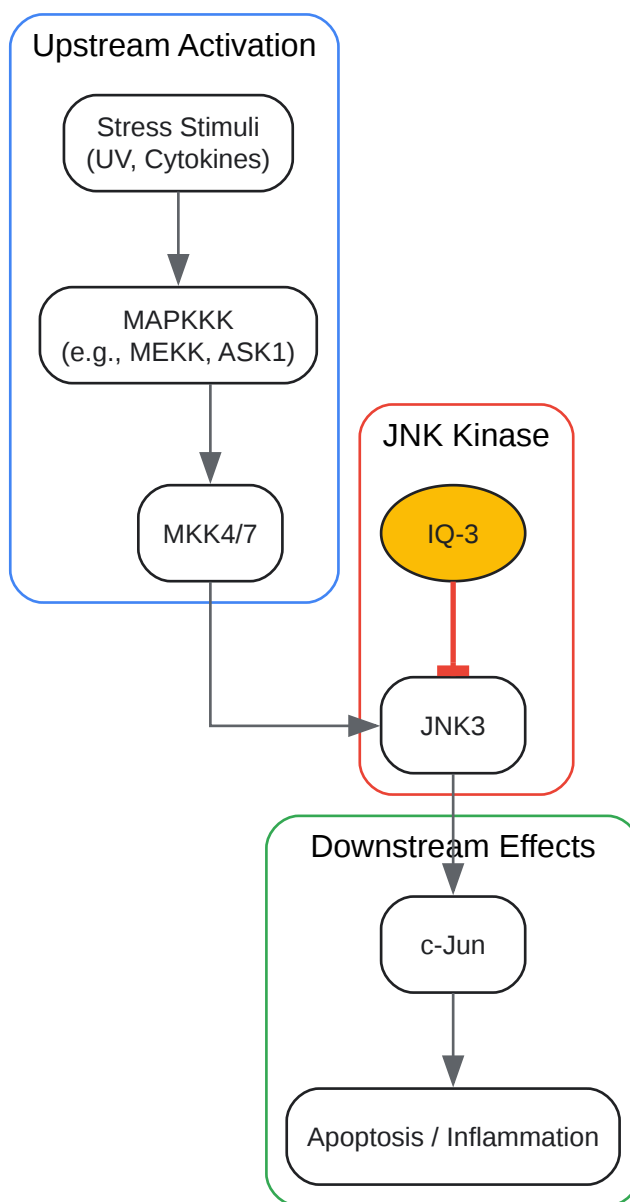 Upstream Activation
Stress Stimuli
(UV, Cytokines)
MAPKKK
(e.g., MEKK, ASK1)
MKK4/7
JNK Kinase
IQ-3
JNK3
Downstream Effects
c-Jun
Apoptosis / Inflammation